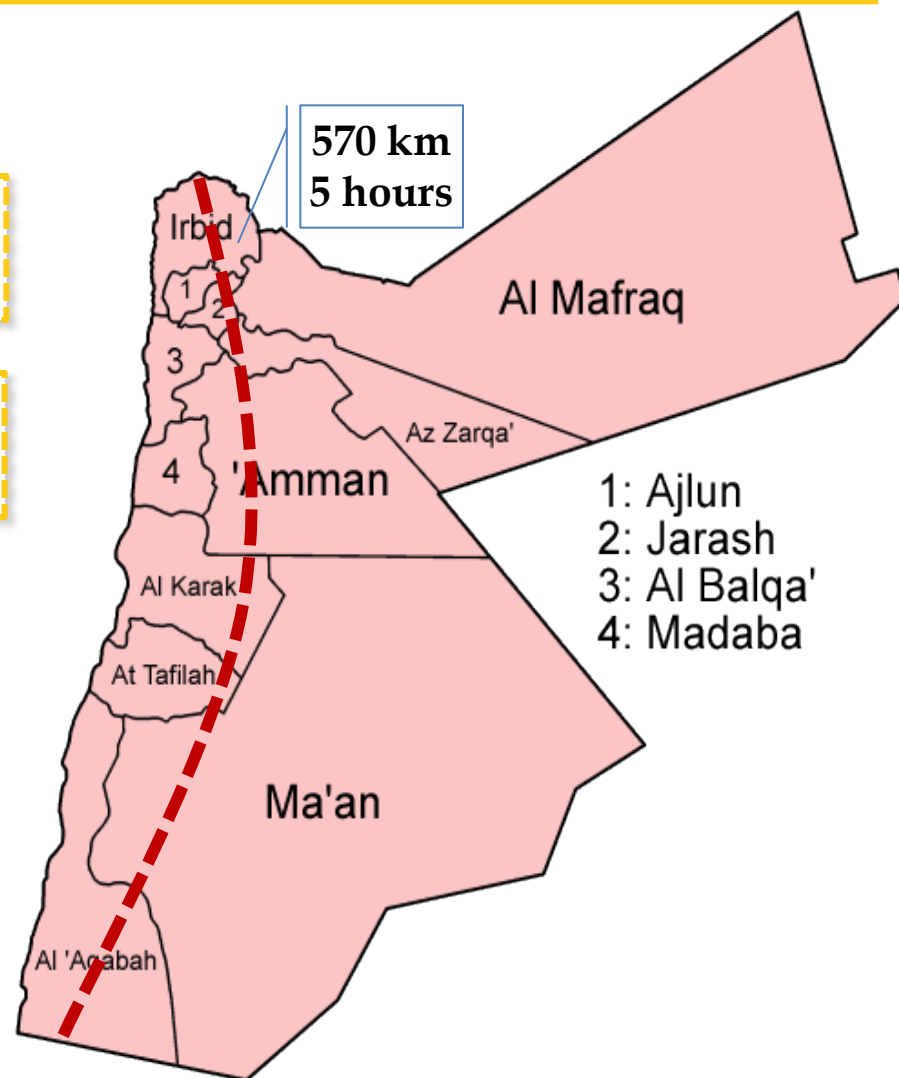 570 km
5 hours
Irbid
1
2
Al Mafraq
3
Az Zarqa'
4
'Amman
1: Ajlun
2: Jarash
3: Al Balqa'
4: Madaba
Al Karak
At Tafilah
Ma'an
Al 'Aqabah